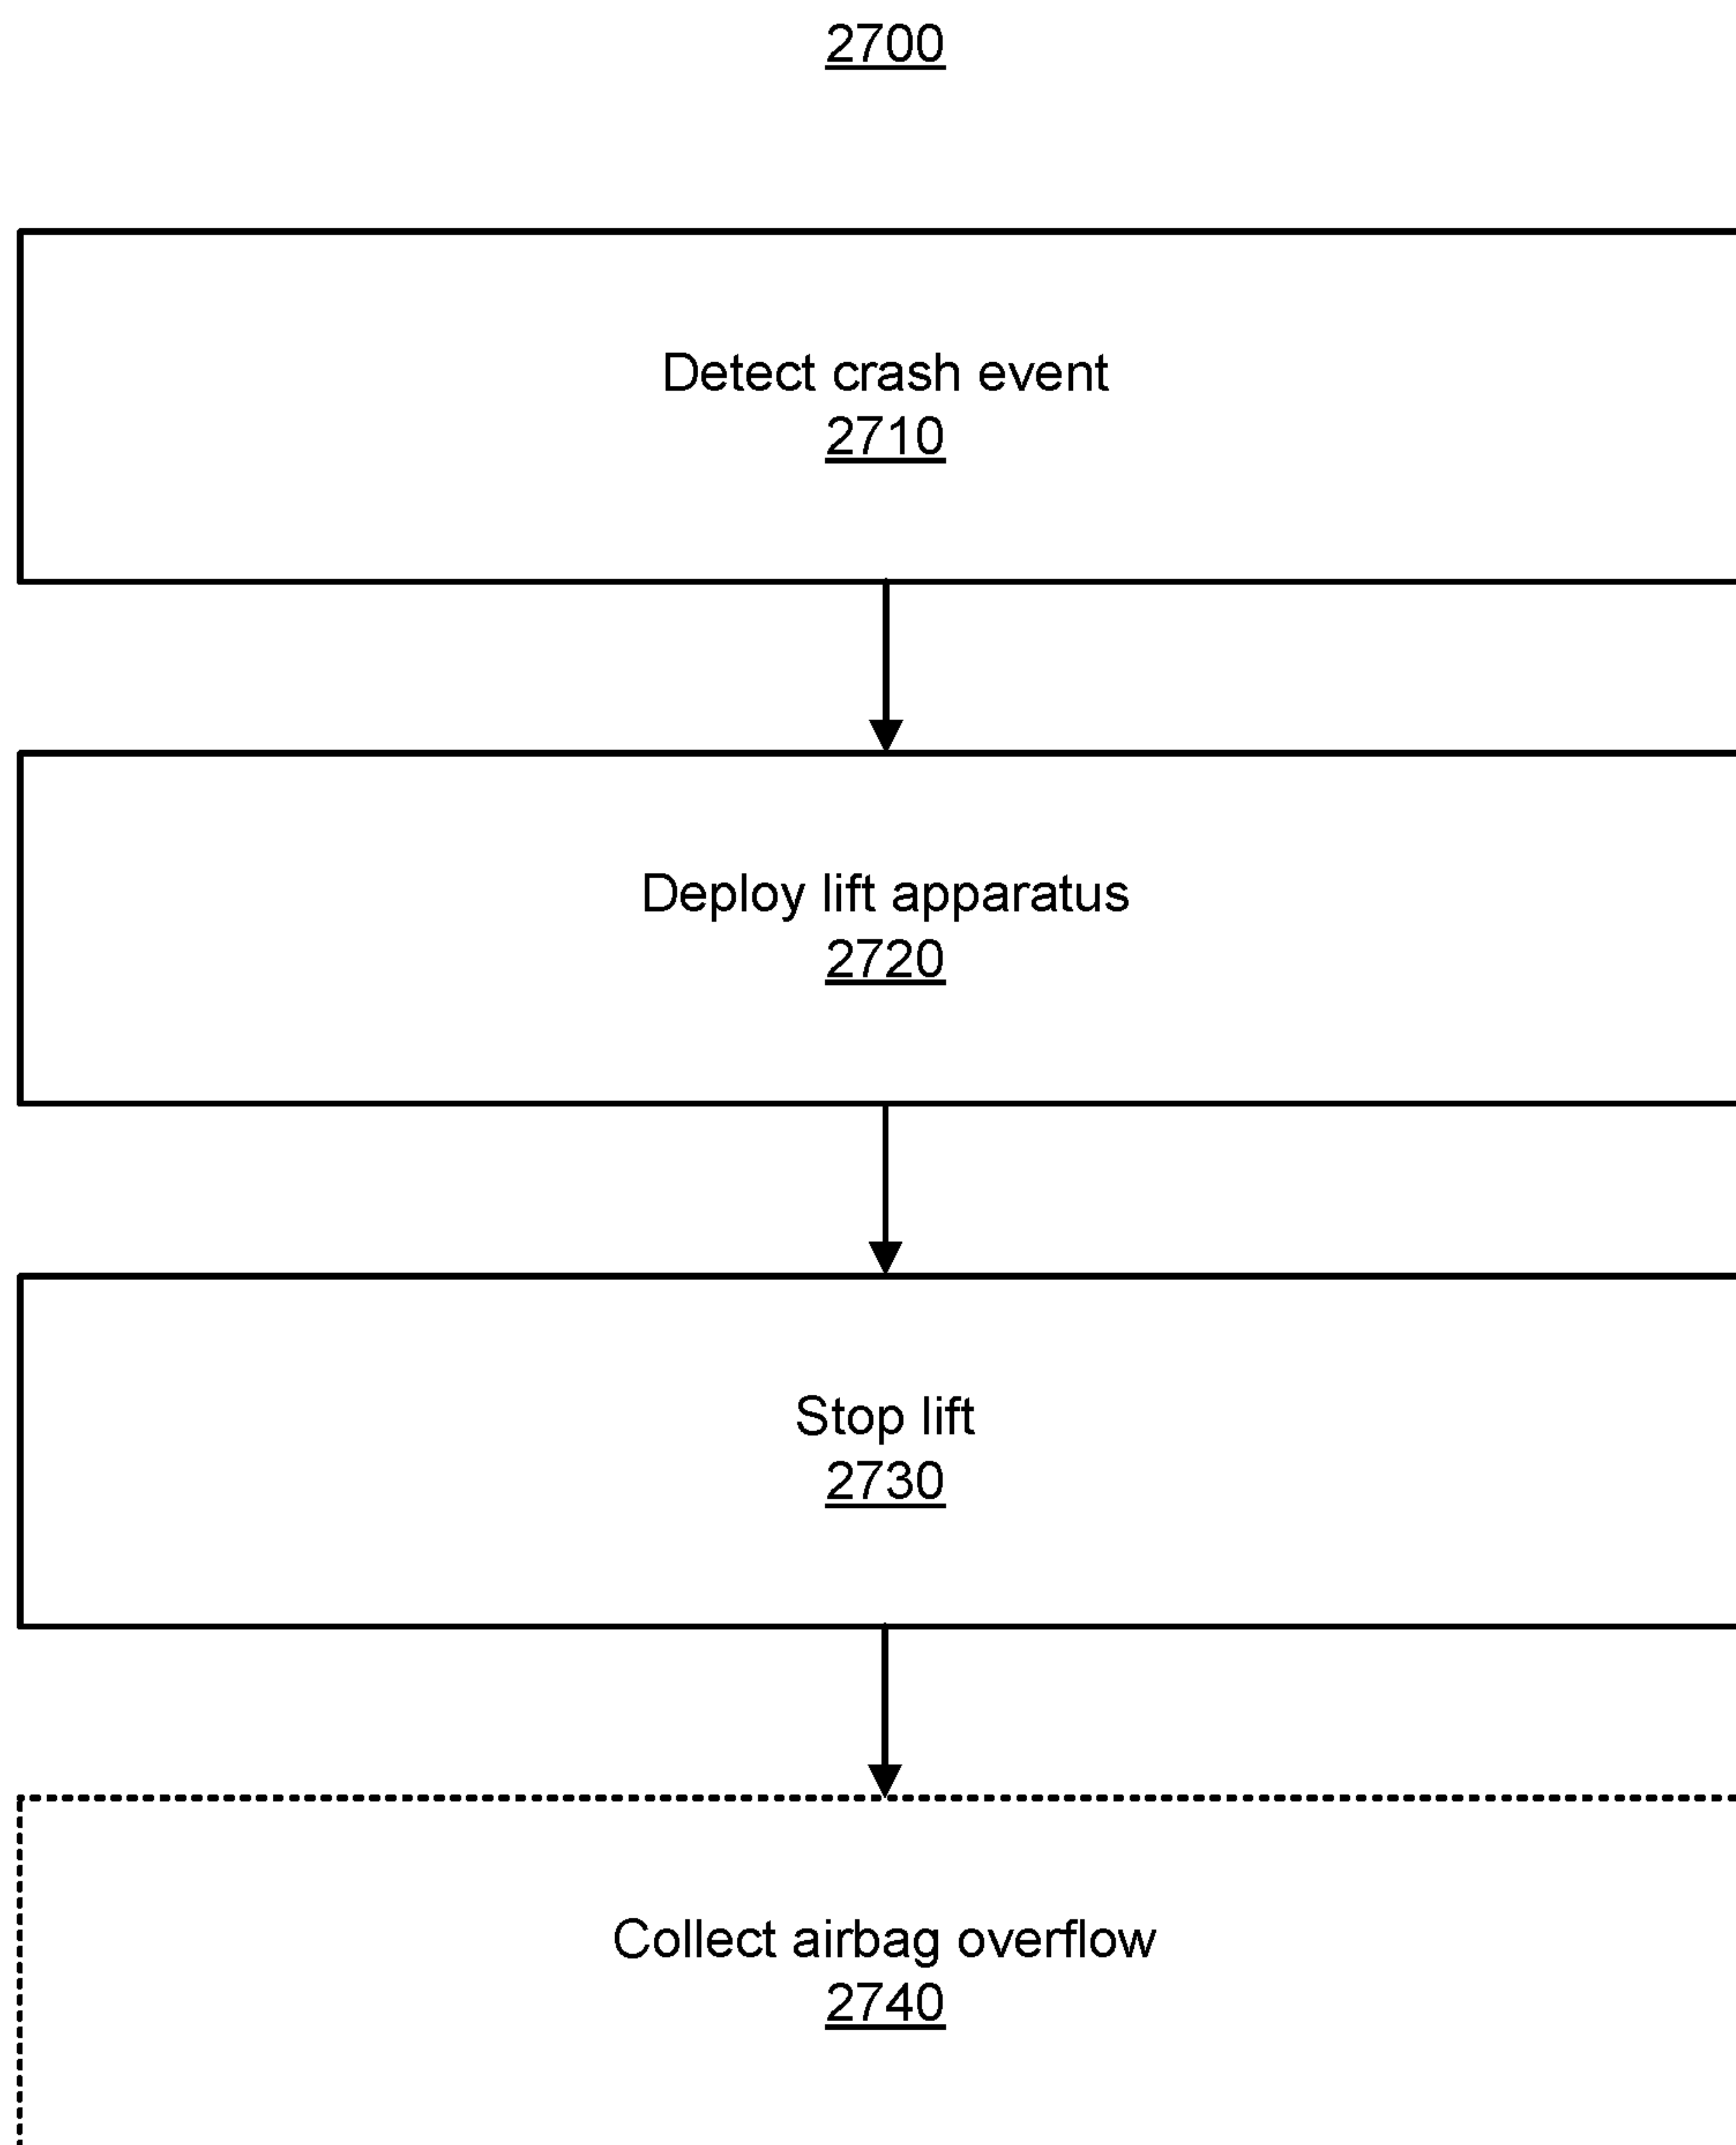 2700
Detect crash event
2710
Deploy lift apparatus
2720
Stop lift
2730
Collect airbag overflow
2740